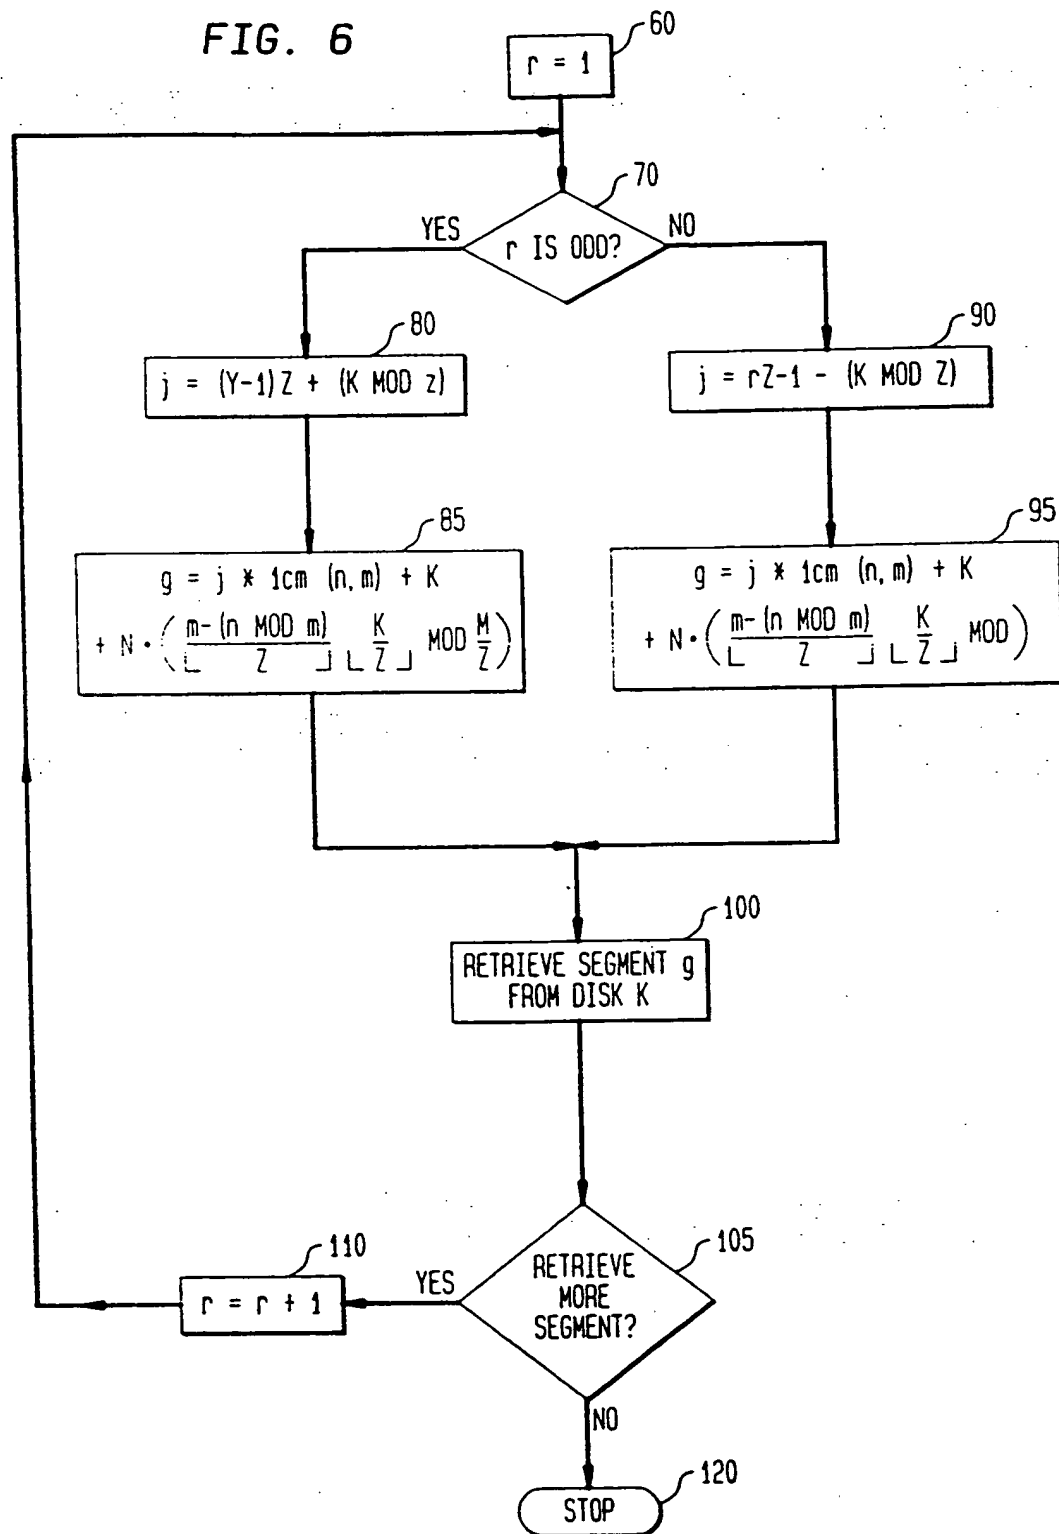 FIG. 6
60
r = 1
70
YES
r IS ODD?
NO
80
j = (Y-1)Z + (K MOD z)
90
j = rZ-1 - (K MOD Z)
85
g = j * 1cm (n,m) + K
+ N·(⌊m-(n MOD m)/Z⌋ ⌊K/Z⌋ MOD M/Z)
95
g = j * 1cm (n,m) + K
+ N·(⌊m-(n MOD m)/Z⌋ ⌊K/Z⌋ MOD)
100
RETRIEVE SEGMENT g
FROM DISK K
105
RETRIEVE
MORE
SEGMENT?
YES
110
r = r + 1
NO
120
STOP